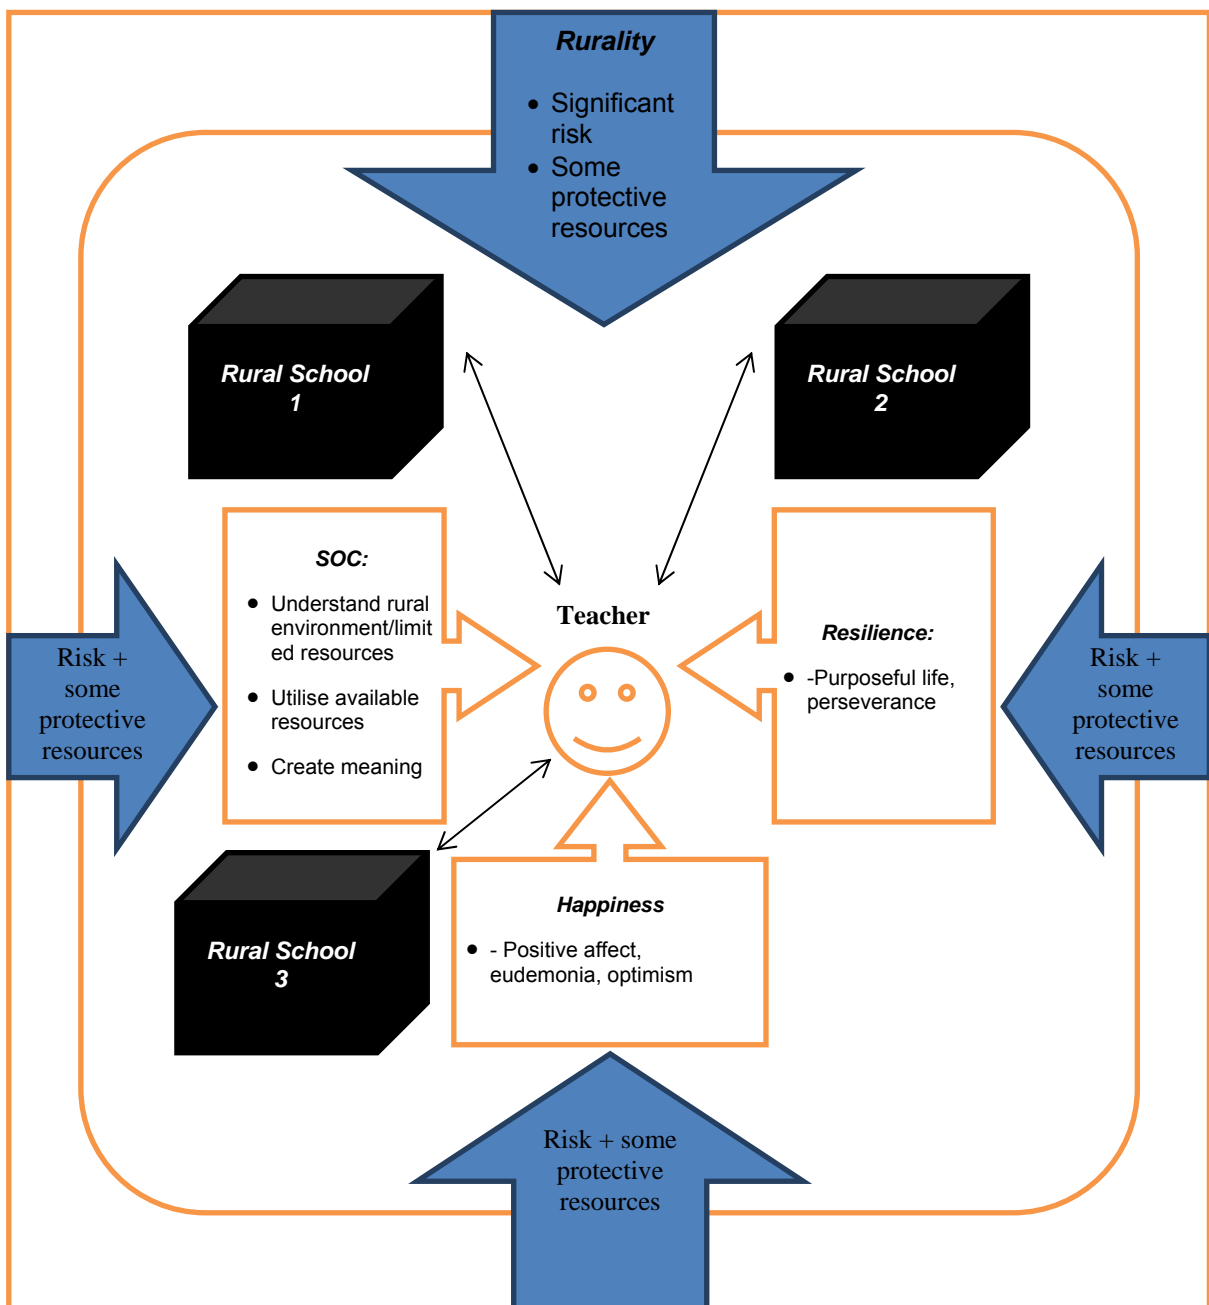 Rurality
• Significant
risk
• Some
protective
resources
Rural School
1
Rural School
2
SOC:
• Understand rural
environment/limit
ed resources
• Utilise available
resources
• Create meaning
Teacher
Resilience:
• -Purposeful life,
perseverance
Risk +
some
protective
resources
Risk +
some
protective
resources
Rural School
3
Happiness
• - Positive affect,
eudemonia, optimism
Risk + some
protective
resources